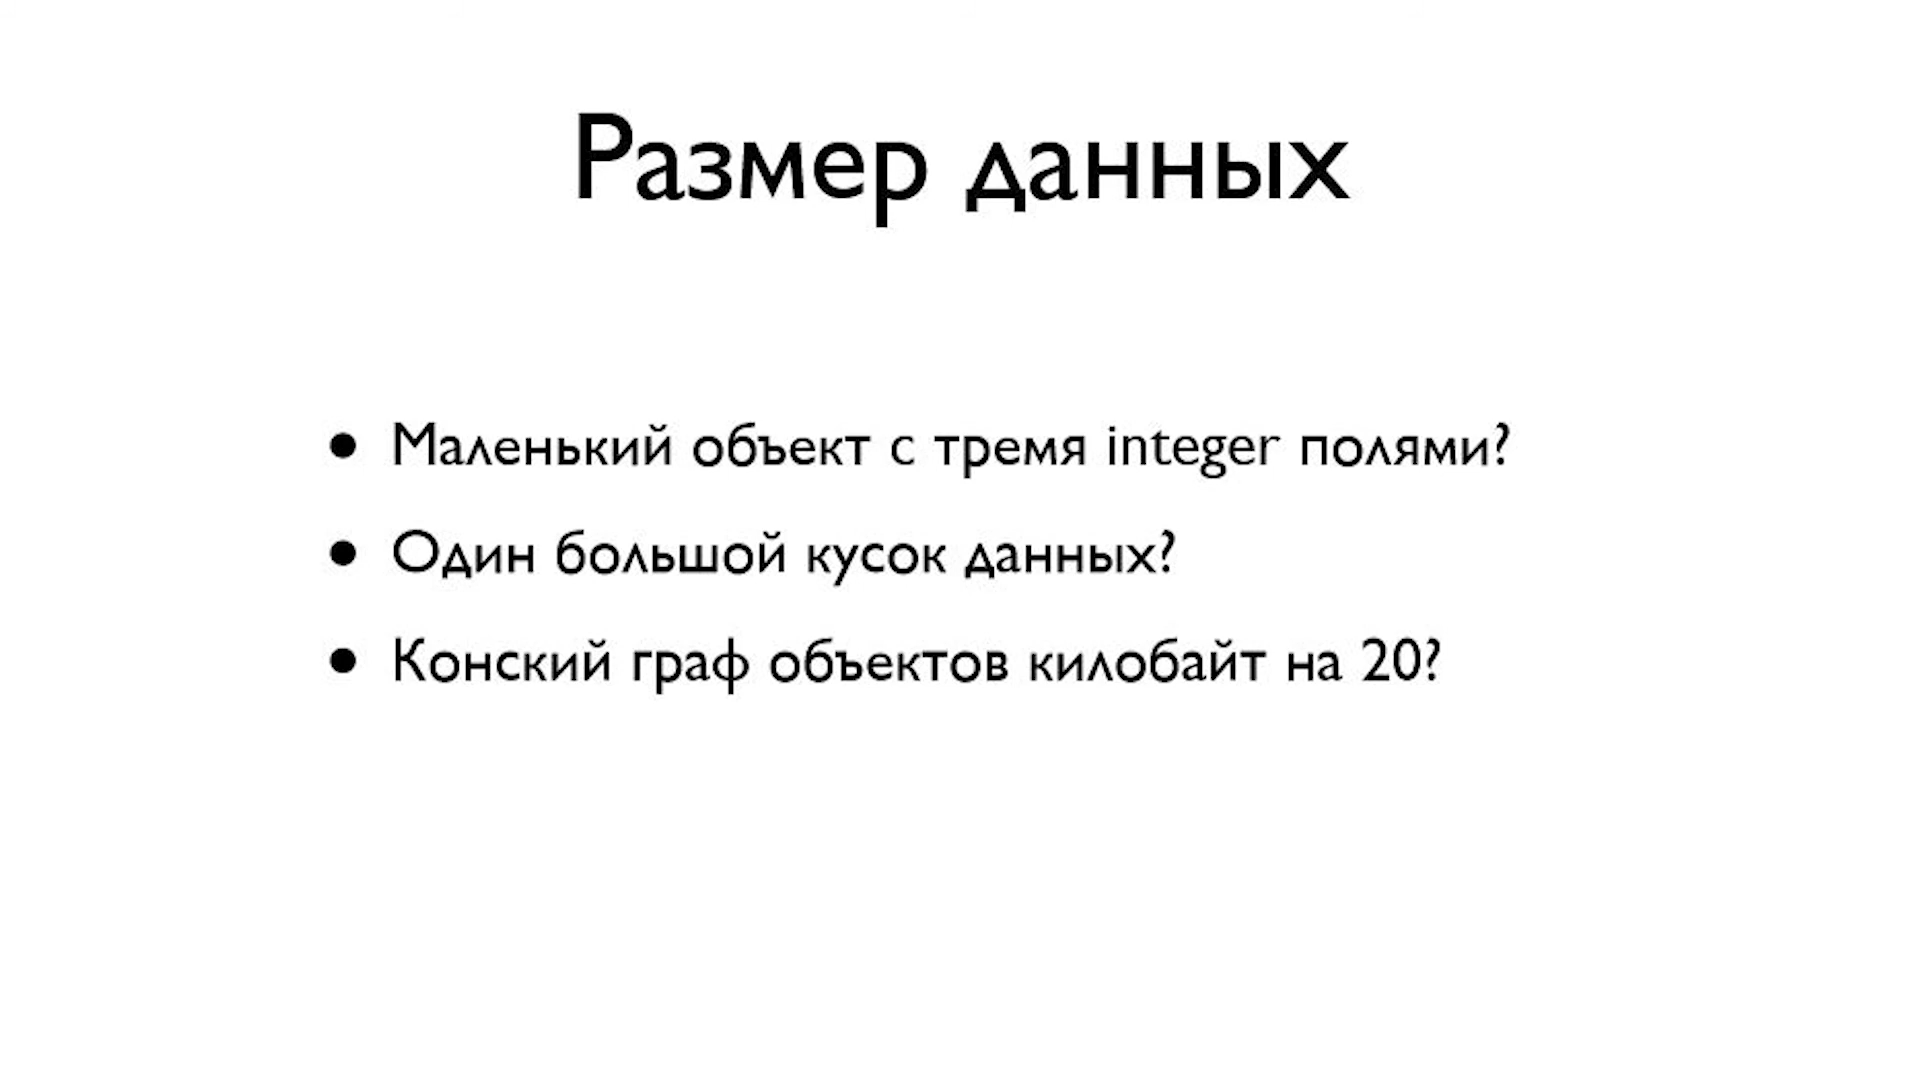 Размер данных
• Маленький объект с тремя integer полями?
• Один большой кусок данных?
• Конский граф объектов килобайт на 20?